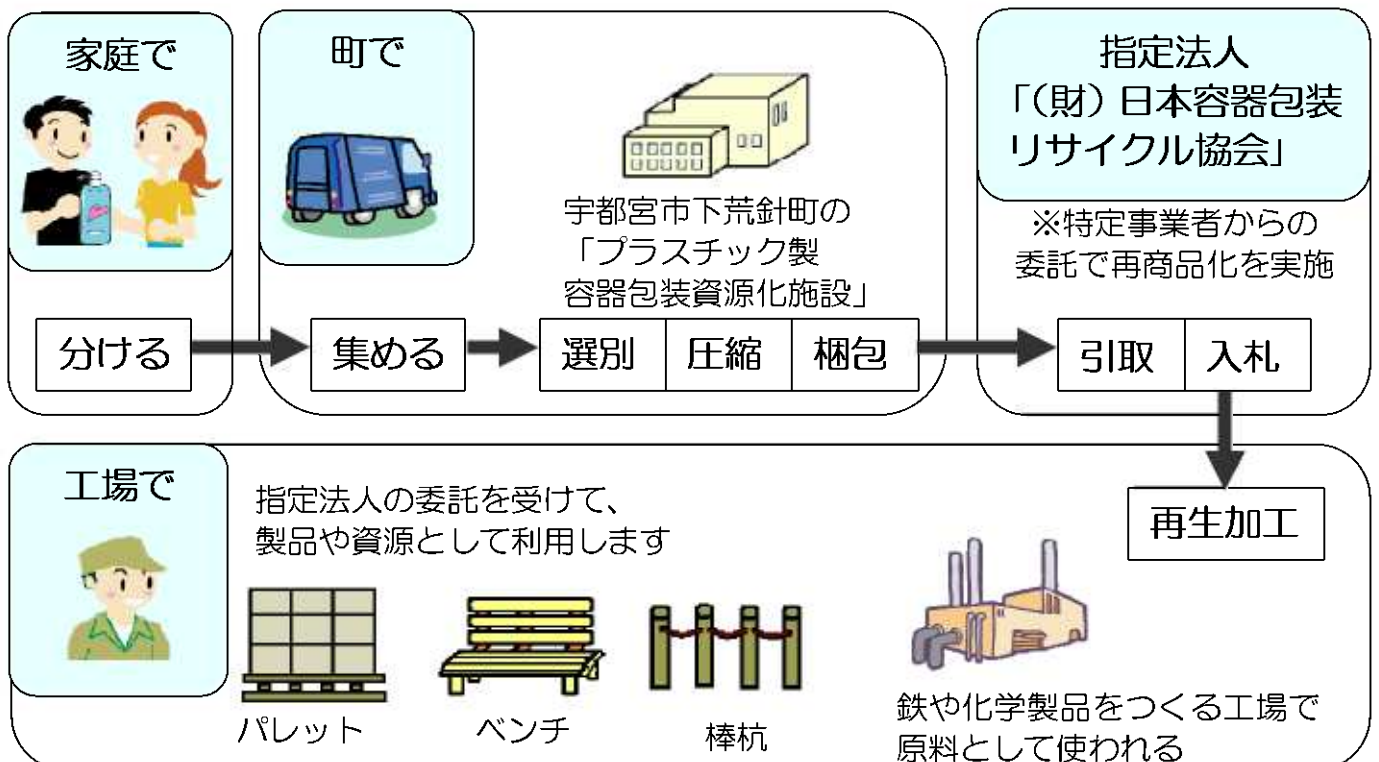 家庭で
分ける
町で
集める
宇都宮市下荒針町の
「プラスチック製
容器包装資源化施設」
選別
圧縮
梱包
指定法人
「(財)日本容器包装
リサイクル協会」
※特定事業者からの
委託で再商品化を実施
引取
入札
工場で
指定法人の委託を受けて、
製品や資源として利用します
再生加工
パレット
ベンチ
棒杭
鉄や化学製品をつくる工場で
原料として使われる